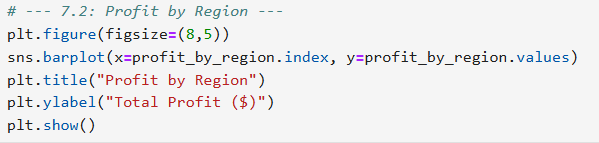 # --- 7.2: Profit by Region ---
plt.figure(figsize=(8,5))
sns.barplot(x=profit_by_region.index, y=profit_by_region.values)
plt.title("Profit by Region")
plt.ylabel("Total Profit ($)")
plt.show()